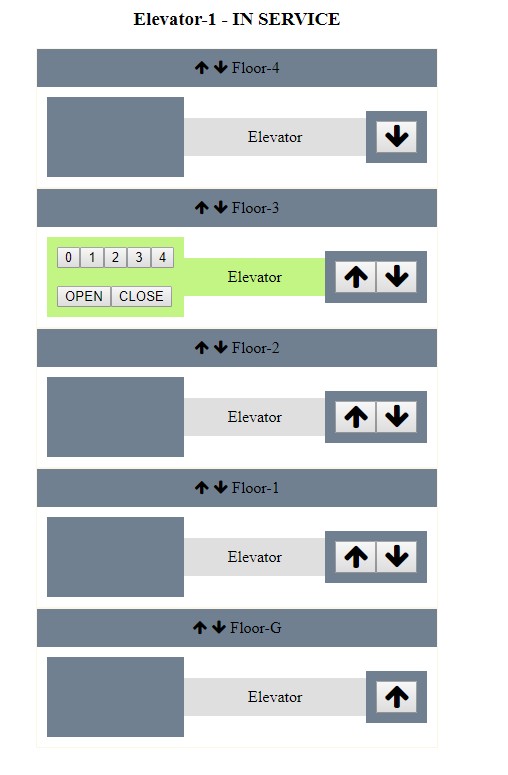 Elevator-1 - IN SERVICE
Floor-4
Elevator
Floor-3
0 1 2 3 4
Elevator
OPEN CLOSE
Floor-2
Elevator
Floor-1
Elevator
Floor-G
Elevator